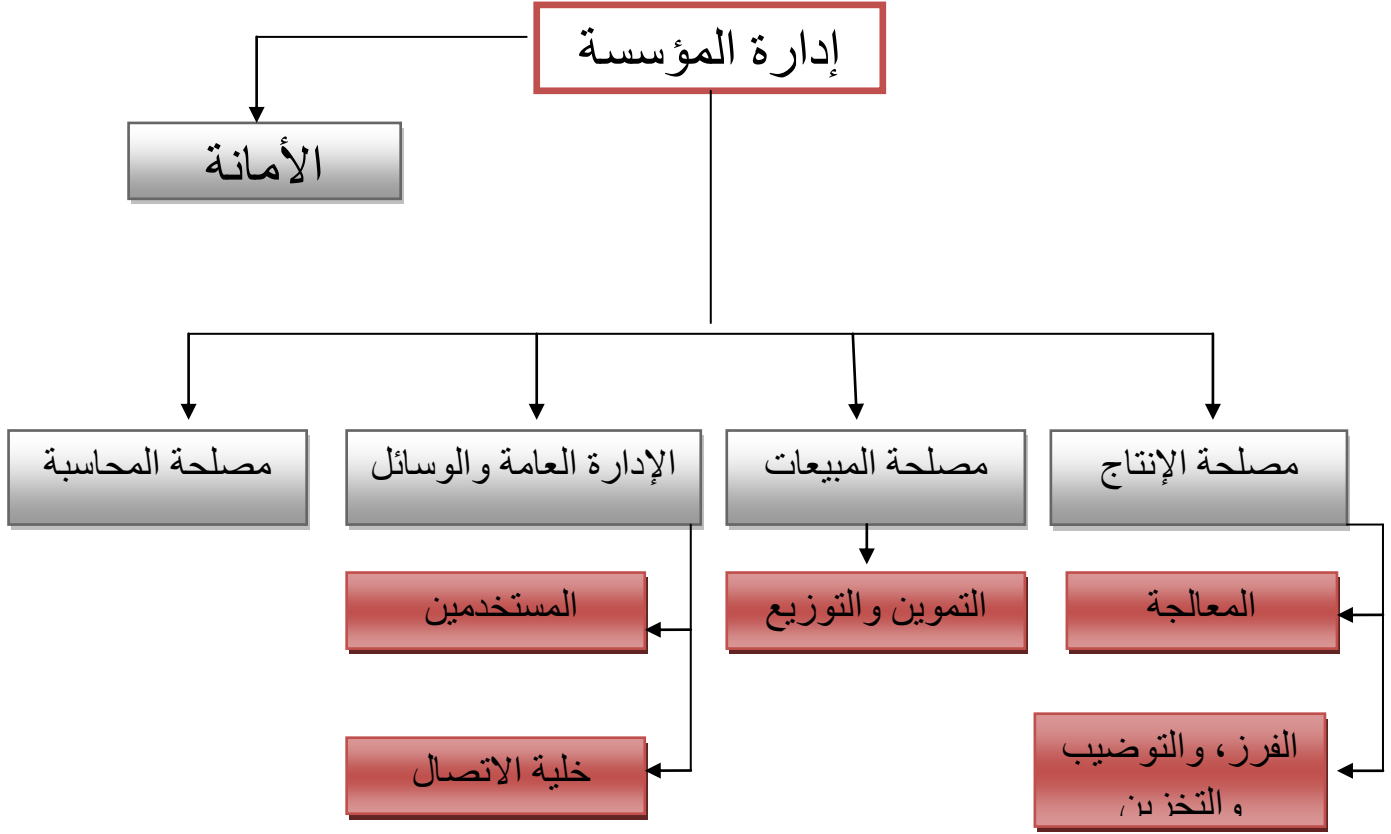 إدارة المؤسسة
الأمانة
مصلحة الإنتاج
مصلحة المبيعات
الإدارة العامة والوسائل
مصلحة المحاسبة
المعالجة
التموين والتوزيع
المستخدمين
الفرز، والتوضيب
والتخزين
خلية الاتصال